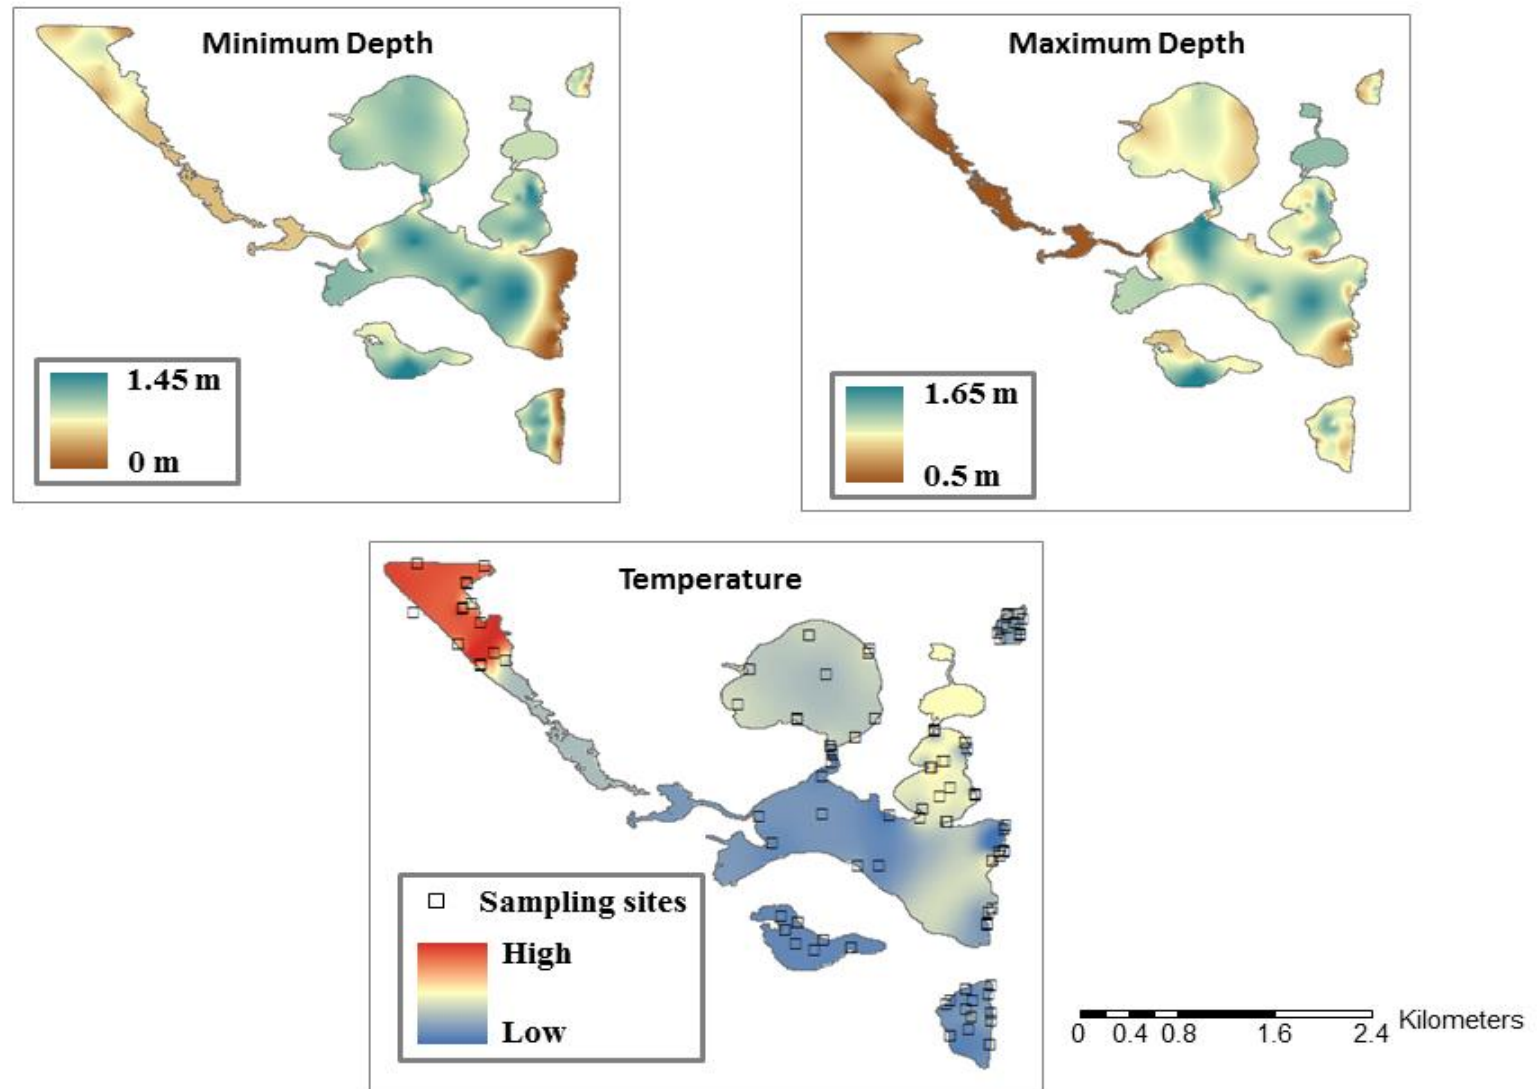 Minimum Depth
1.45 m
0 m
Maximum Depth
1.65 m
0.5 m
Temperature
Sampling sites
High
Low
0 0.4 0.8 1.6 2.4 Kilometers